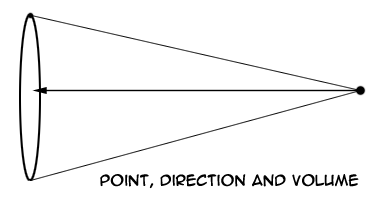 POINT, DIRECTION AND VOLUME